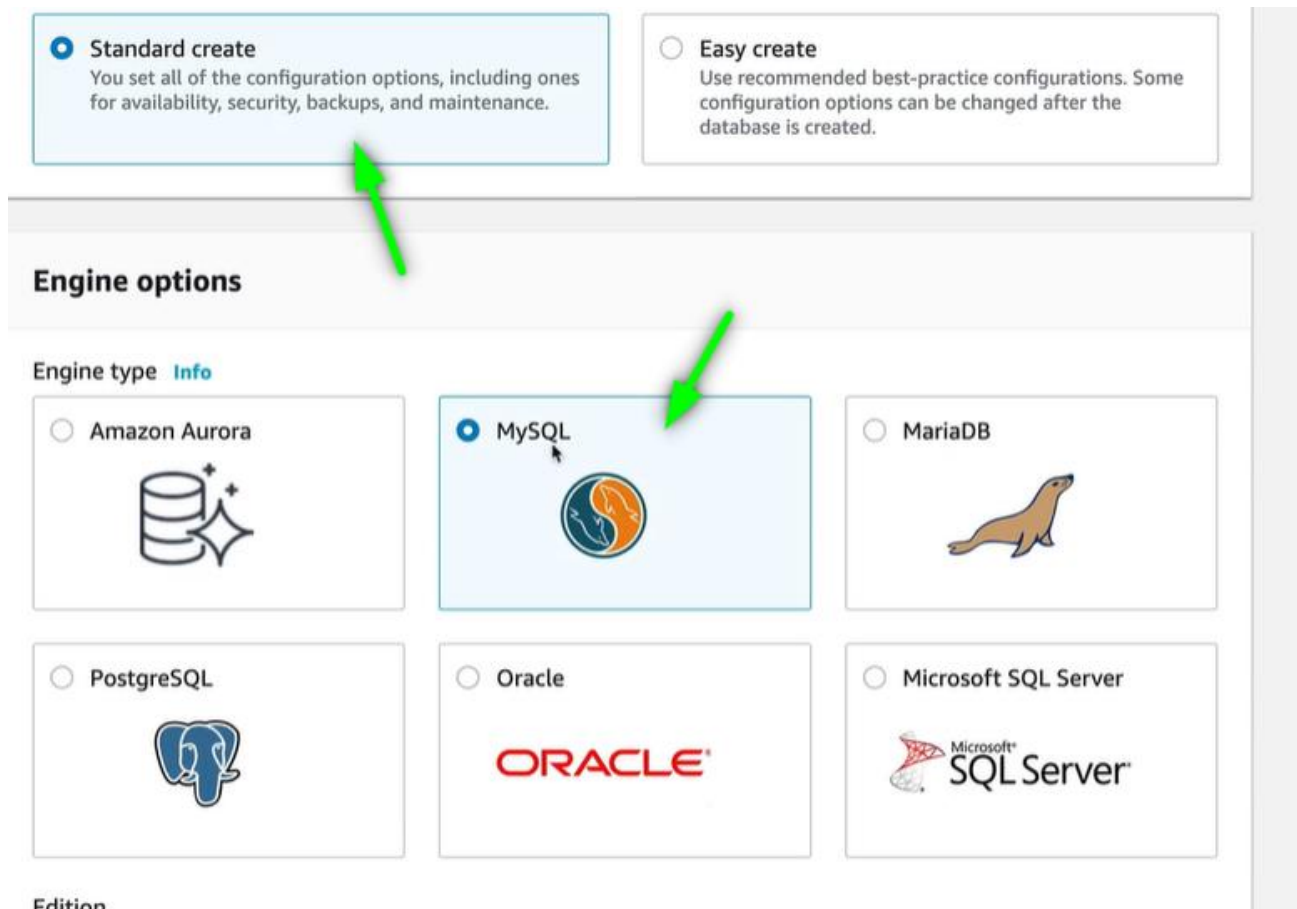 Standard create
You set all of the configuration options, including ones
for availability, security, backups, and maintenance.
Easy create
Use recommended best-practice configurations. Some
configuration options can be changed after the
database is created.
Engine options
Engine type Info
Amazon Aurora
MySQL
MariaDB
PostgreSQL
Oracle
ORACLE
Microsoft SQL Server
Microsoft
SQL Server
Edition